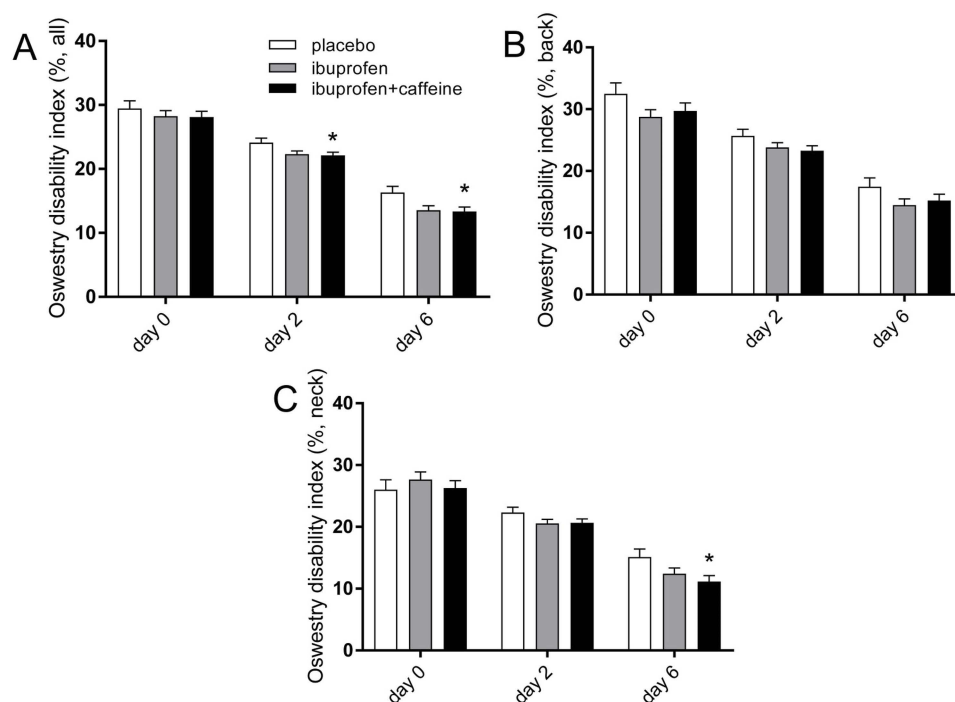 A
Oswestry disability index (%, all)
40
30
20
10
0
placebo
ibuprofen
ibuprofen+caffeine
*
*
day 0
day 2
day 6
B
Oswestry disability index (%, back)
40
30
20
10
0
day 0
day 2
day 6
C
Oswestry disability index (%, neck)
40
30
20
10
0
*
day 0
day 2
day 6